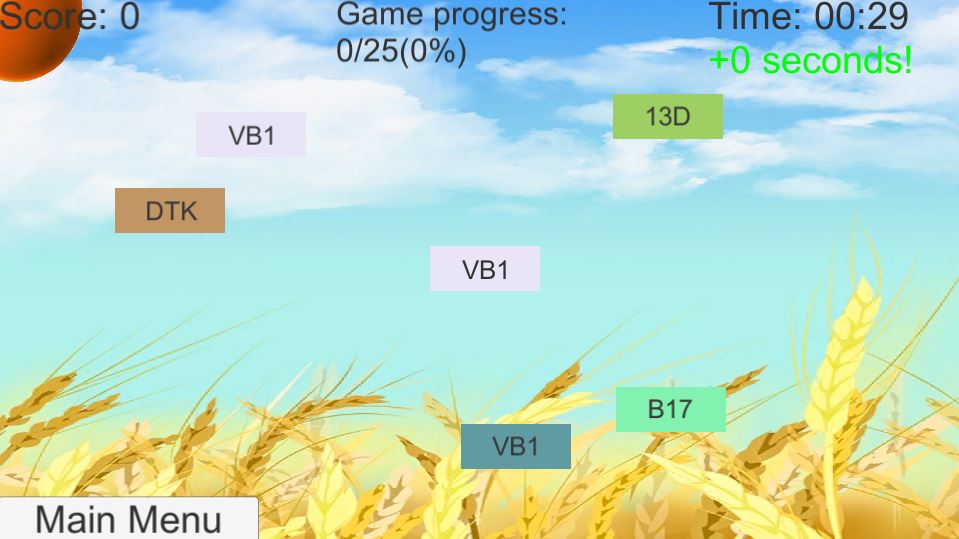 Score: 0
Game progress:
0/25(0%)
Time: 00:29
+0 seconds!
13D
VB1
DTK
VB1
B17
VB1
Main Menu